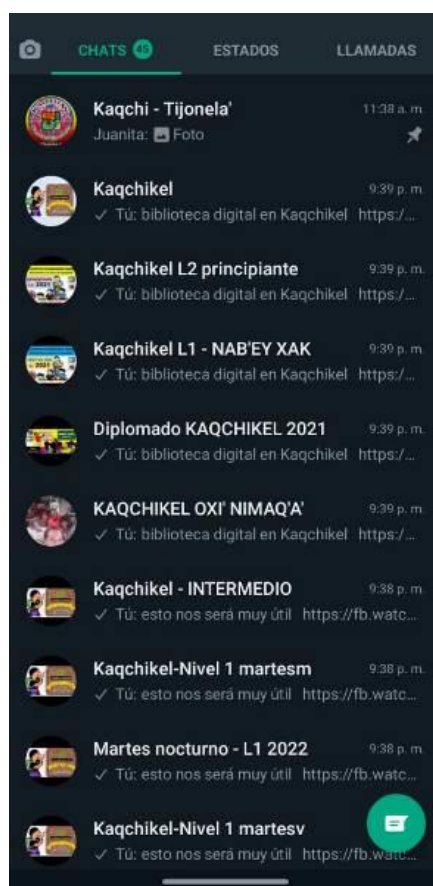 CHATS 45 ESTADOS LLAMADAS
Kaqchi - Tijonela' 11:38 a. m.
Juanita: Foto
Kaqchikel 9:39 p. m.
✓ Tú: biblioteca digital en Kaqchikel https:/...
Kaqchikel L2 principiante 9:39 p. m.
✓ Tú: biblioteca digital en Kaqchikel https:/...
Kaqchikel L1 - NAB'EY XAK 9:39 p. m.
✓ Tú: biblioteca digital en Kaqchikel https:/...
Diplomado KAQCHIKEL 2021 9:39 p. m.
✓ Tú: biblioteca digital en Kaqchikel https:/...
KAQCHIKEL OXI' NIMAQ'A' 9:39 p. m.
✓ Tú: biblioteca digital en Kaqchikel https:/...
Kaqchikel - INTERMEDIO 9:38 p. m.
✓ Tú: esto nos será muy útil https://fb.watc...
Kaqchikel-Nivel 1 martesm 9:38 p. m.
✓ Tú: esto nos será muy útil https://fb.watc...
Martes nocturno - L1 2022 9:38 p. m.
✓ Tú: esto nos será muy útil https://fb.watc...
Kaqchikel-Nivel 1 martesv
✓ Tú: esto nos será muy útil https://fb.watc...